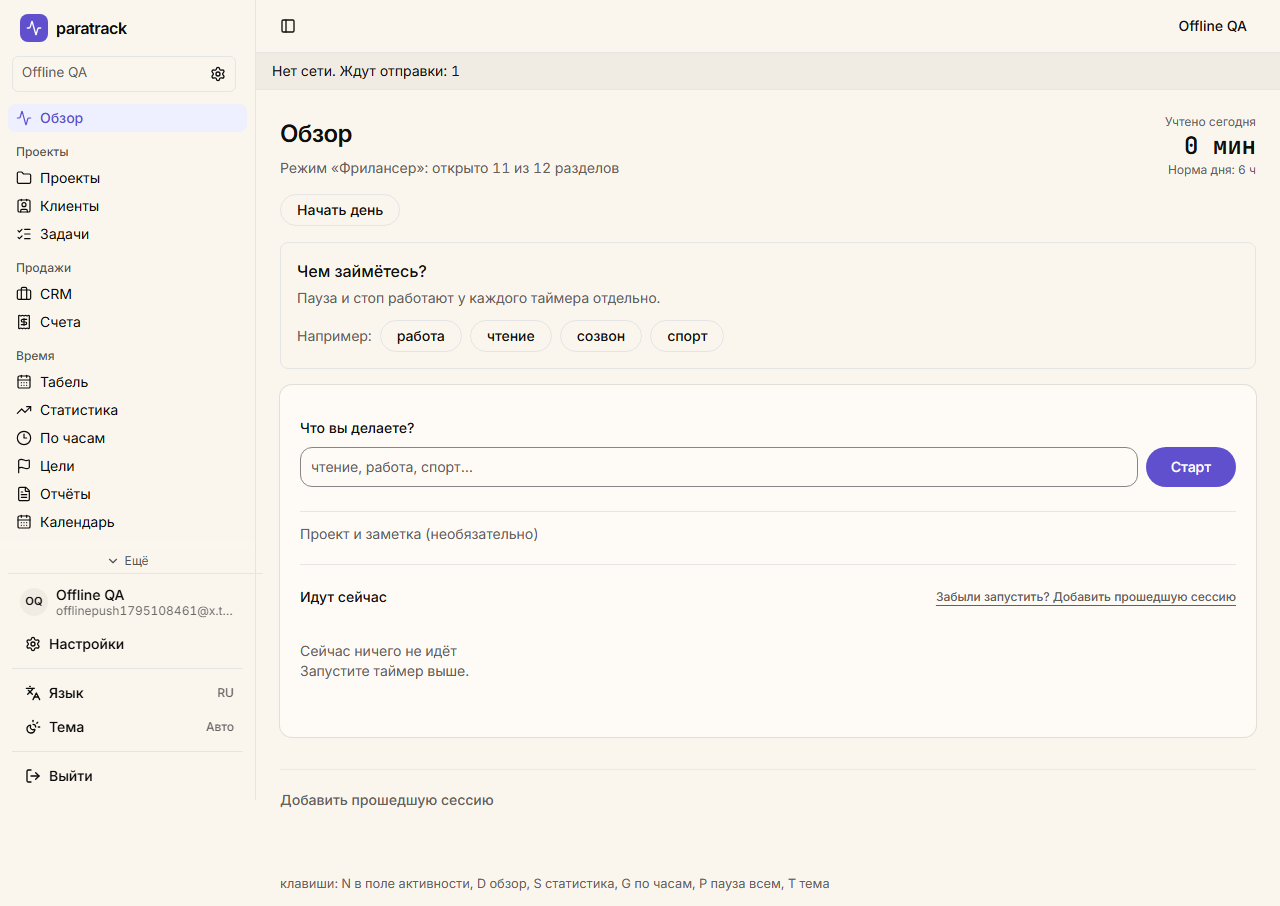 paratrack
Offline QA
Обзор
Проекты
Проекты
Клиенты
Задачи
Продажи
CRM
Счета
Время
Табель
Статистика
По часам
Цели
Отчёты
Календарь
Ещё
OQ
Offline QA
offlinepush1795108461@x.t...
Настройки
Язык RU
Тема Авто
Выйти
Offline QA
Нет сети. Ждут отправки: 1
Обзор
Режим «Фрилансер»: открыто 11 из 12 разделов
Учтено сегодня
0 мин
Норма дня: 6 ч
Начать день
Чем займётесь?
Пауза и стоп работают у каждого таймера отдельно.
Например: работа чтение созвон спорт
Что вы делаете?
чтение, работа, спорт...
Старт
Проект и заметка (необязательно)
Идут сейчас
Забыли запустить? Добавить прошедшую сессию
Сейчас ничего не идёт
Запустите таймер выше.
Добавить прошедшую сессию
клавиши: N в поле активности, D обзор, S статистика, G по часам, P пауза всем, T тема